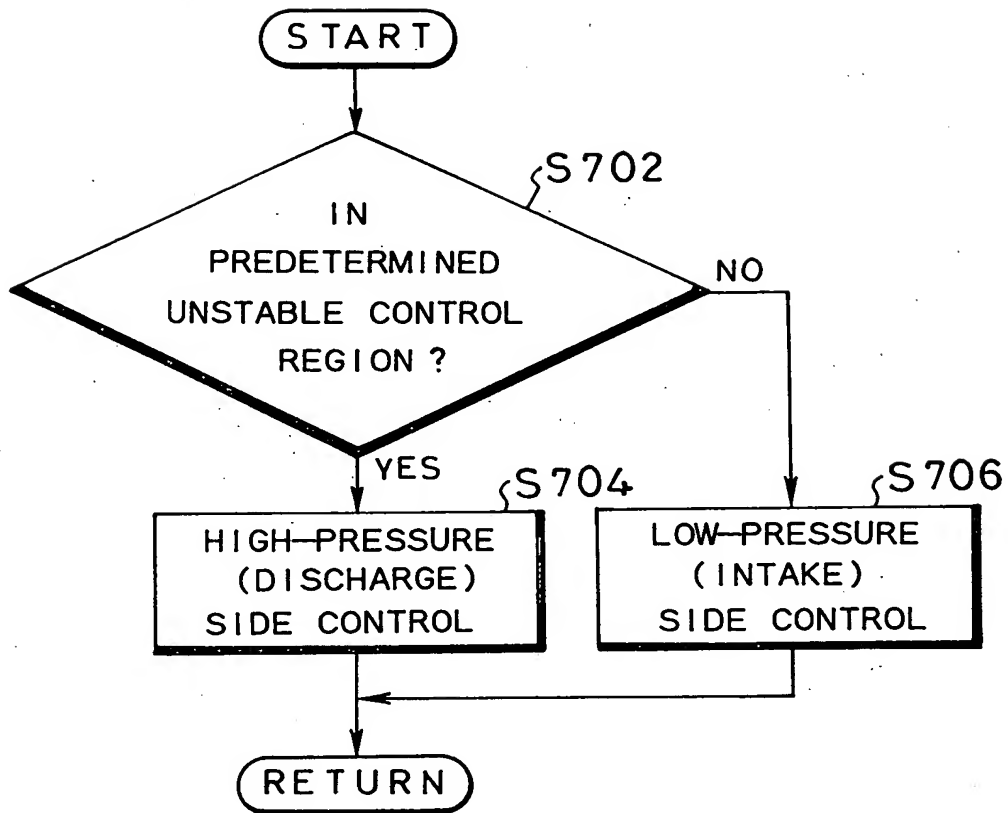 START
S702
IN
PREDETERMINED
UNSTABLE CONTROL
REGION?
NO
YES
S704
HIGH-PRESSURE
(DISCHARGE)
SIDE CONTROL
S706
LOW-PRESSURE
(INTAKE)
SIDE CONTROL
RETURN